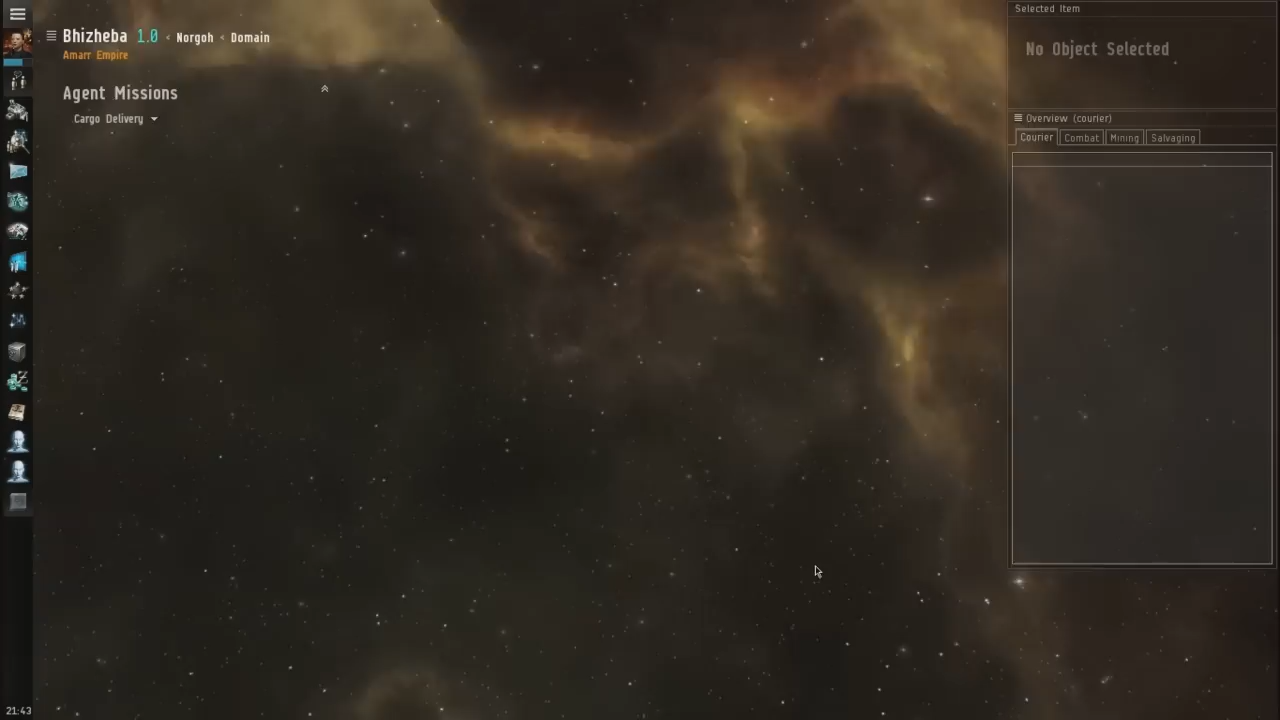 Bhizheba 1.0 < Norgoh < Domain
Amarr Empire
Agent Missions
Cargo Delivery
Selected Item
No Object Selected
Overview (courier)
Courier Combat Mining Salvaging
21:43